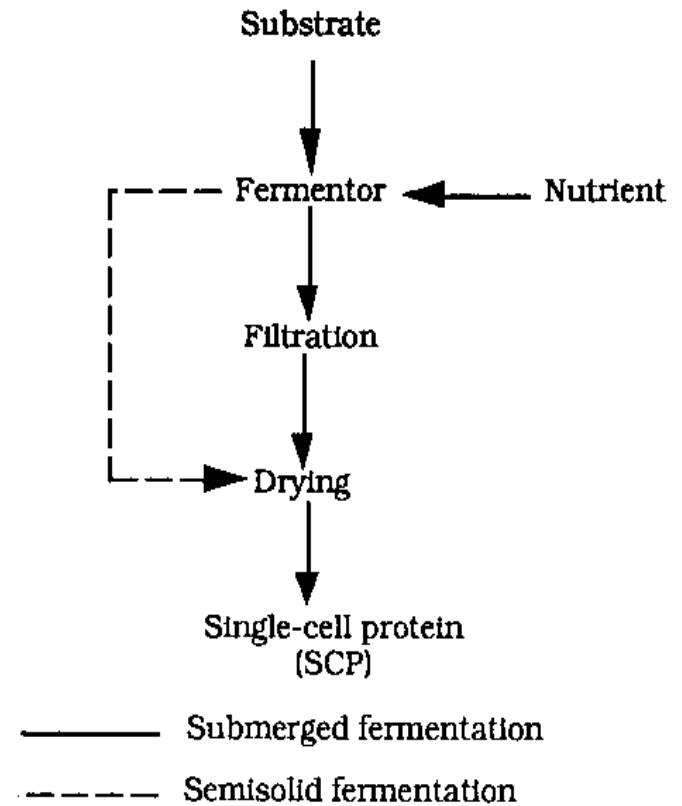 Substrate
Fermentor
Nutrient
Filtration
Drying
Single-cell protein
(SCP)
Submerged fermentation
Semisolid fermentation